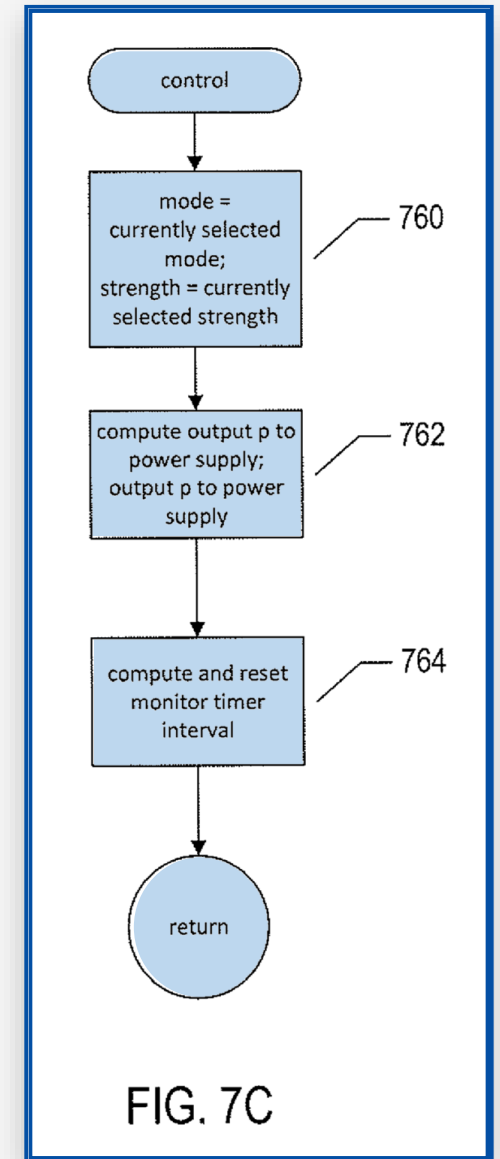 control
mode =
currently selected
mode;
strength = currently
selected strength
760
compute output p to
power supply;
output p to power
supply
762
compute and reset
monitor timer
interval
764
return
FIG. 7C